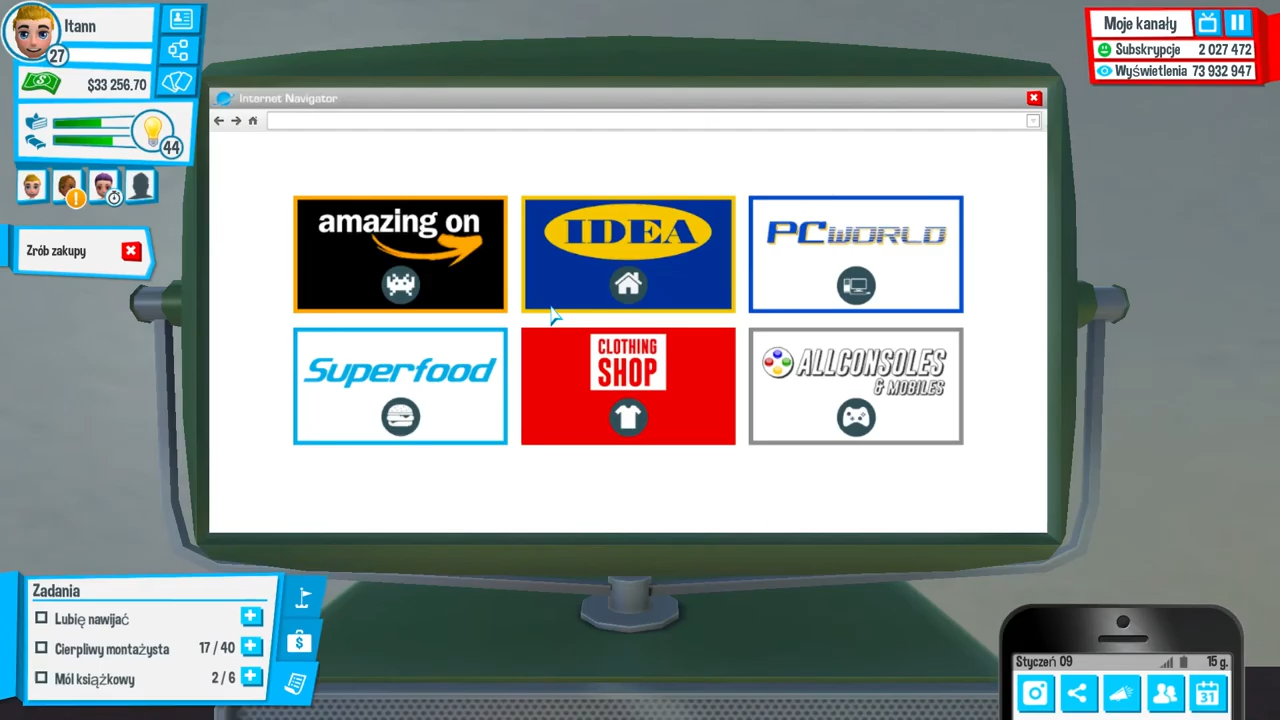 Itann
27
$33 256.70
44
Zrób zakupy
Moje kanały
Subskrypcje 2 027 472
Wyświetlenia 73 932 947
Internet Navigator
amazing on
IDEA
PC WORLD
Superfood
CLOTHING
SHOP
ALLCONSOLES
& MOBILES
Zadania
Lubię nawijać
Cierpliwy montażysta 17 / 40
Mól książkowy 2 / 6
Styczeń 09 15 g.
31